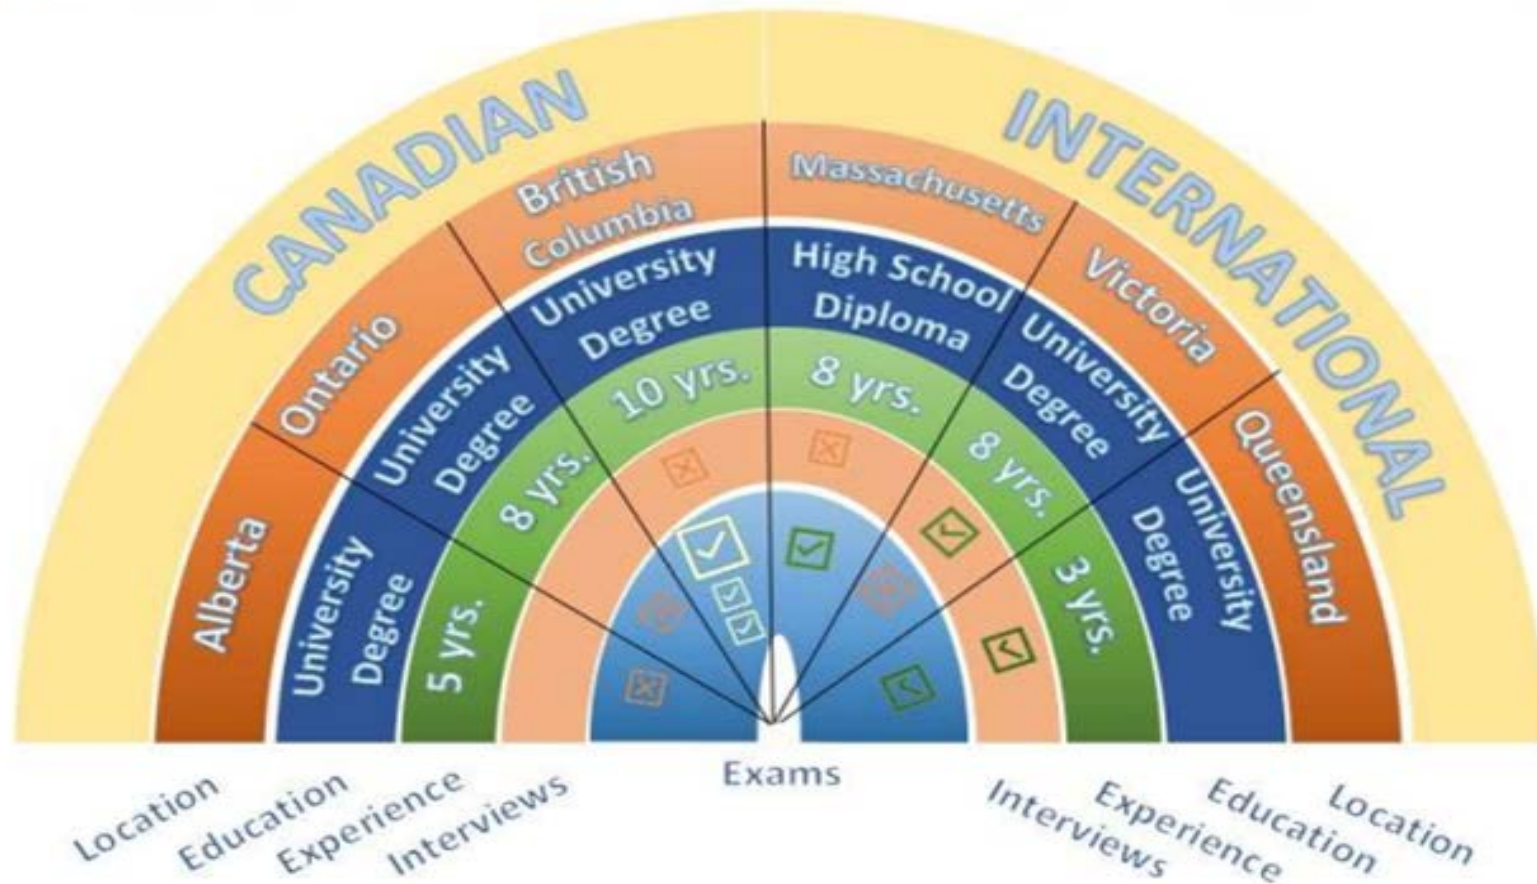 CANADIAN
INTERNATIONAL
Alberta
Ontario
British
Columbia
Massachusetts
Victoria
Queensland
University
Degree
University
Degree
University
Degree
High School
Diploma
University
Degree
University
Degree
5 yrs.
8 yrs.
10 yrs.
8 yrs.
8 yrs.
3 yrs.
Location
Education
Experience
Interviews
Exams
Interviews
Experience
Education
Location